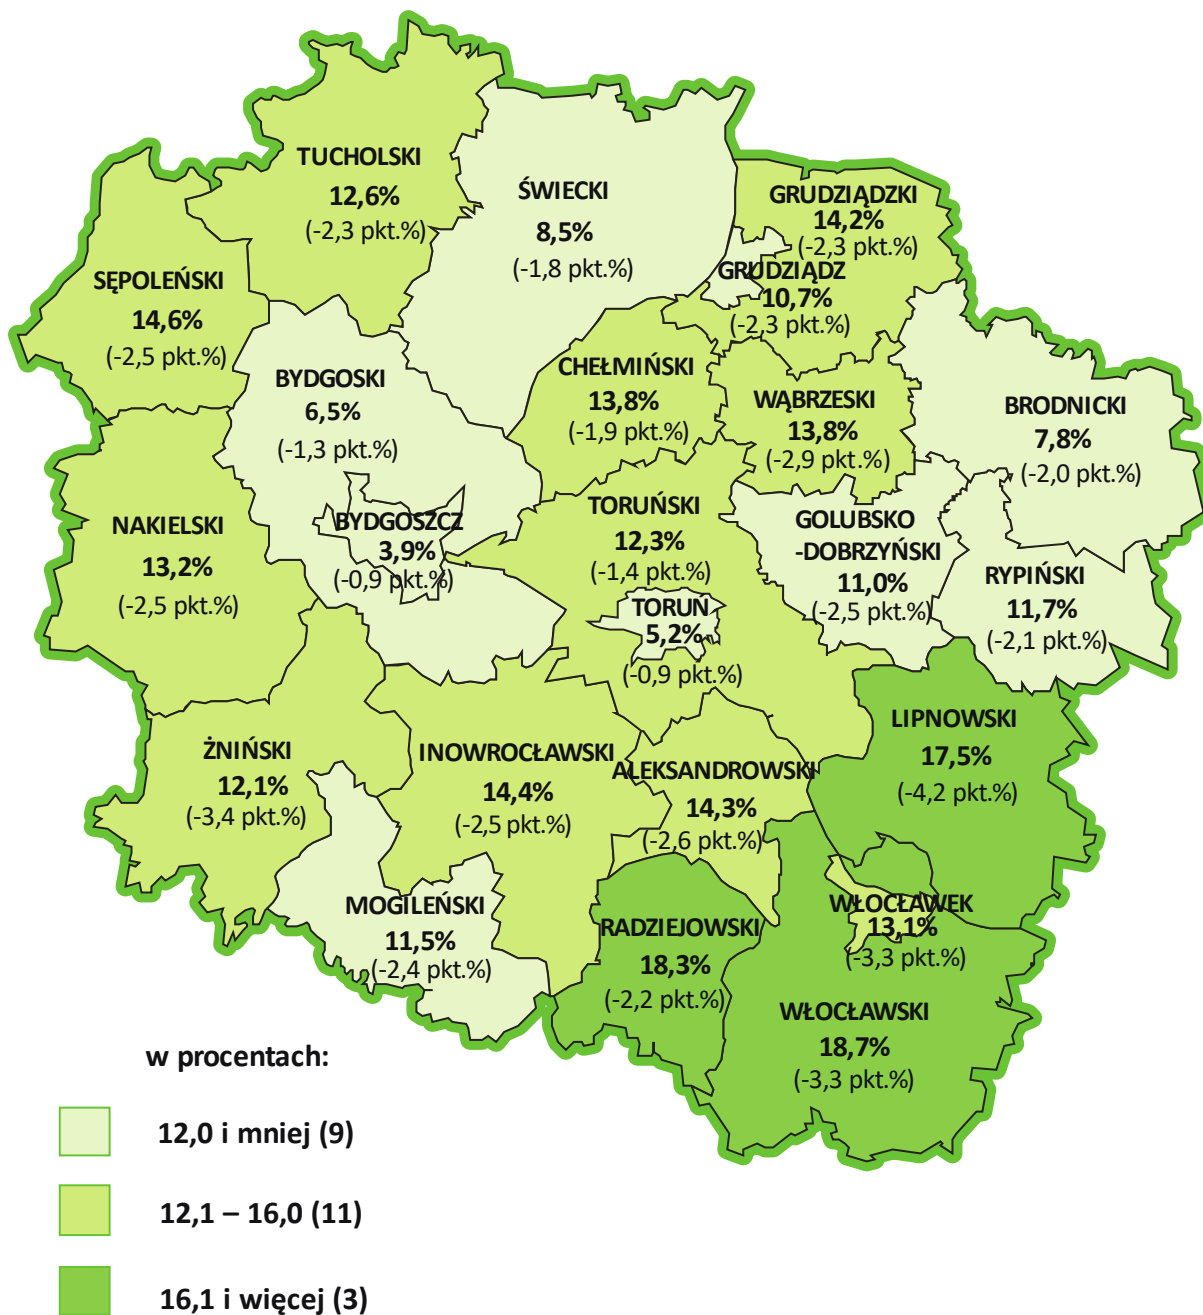 TUCHOLSKI
12,6%
(-2,3 pkt.%)
ŚWIECKI
8,5%
(-1,8 pkt.%)
GRUDZIĄDZKI
14,2%
(-2,3 pkt.%)
GRUDZIĄDZ
10,7%
(-2,3 pkt.%)
SĘPOLEŃSKI
14,6%
(-2,5 pkt.%)
BYDGOSKI
6,5%
(-1,3 pkt.%)
CHEŁMIŃSKI
13,8%
(-1,9 pkt.%)
WĄBRZESKI
13,8%
(-2,9 pkt.%)
BRODNICKI
7,8%
(-2,0 pkt.%)
NAKIELSKI
13,2%
(-2,5 pkt.%)
BYDGOSZCZ
3,9%
(-0,9 pkt.%)
TORUŃSKI
12,3%
(-1,4 pkt.%)
TORUŃ
5,2%
(-0,9 pkt.%)
GOLUBSKO
-DOBRZYŃSKI
11,0%
(-2,5 pkt.%)
RYPIŃSKI
11,7%
(-2,1 pkt.%)
ŻNIŃSKI
12,1%
(-3,4 pkt.%)
INOWROCŁAWSKI
14,4%
(-2,5 pkt.%)
ALEKSANDROWSKI
14,3%
(-2,6 pkt.%)
LIPNOWSKI
17,5%
(-4,2 pkt.%)
MOGILEŃSKI
11,5%
(-2,4 pkt.%)
RADZIEJOWSKI
18,3%
(-2,2 pkt.%)
WŁOCŁAWEK
13,1%
(-3,3 pkt.%)
WŁOCŁAWSKI
18,7%
(-3,3 pkt.%)
w procentach:
12,0 i mniej (9)
12,1 – 16,0 (11)
16,1 i więcej (3)